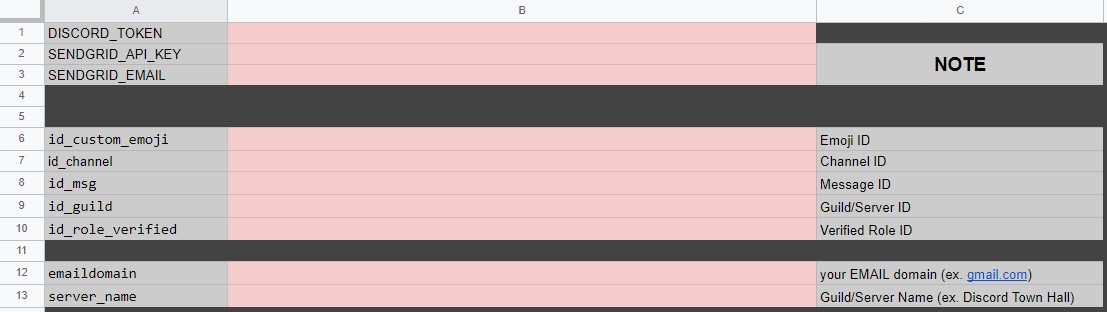 A B C
1 DISCORD_TOKEN
2 SENDGRID_API_KEY
NOTE
3 SENDGRID_EMAIL
4
5
6 id_custom_emoji Emoji ID
7 id_channel Channel ID
8 id_msg Message ID
9 id_guild Guild/Server ID
10 id_role_verified Verified Role ID
11
12 emaildomain your EMAIL domain (ex. gmail.com)
13 server_name Guild/Server Name (ex. Discord Town Hall)